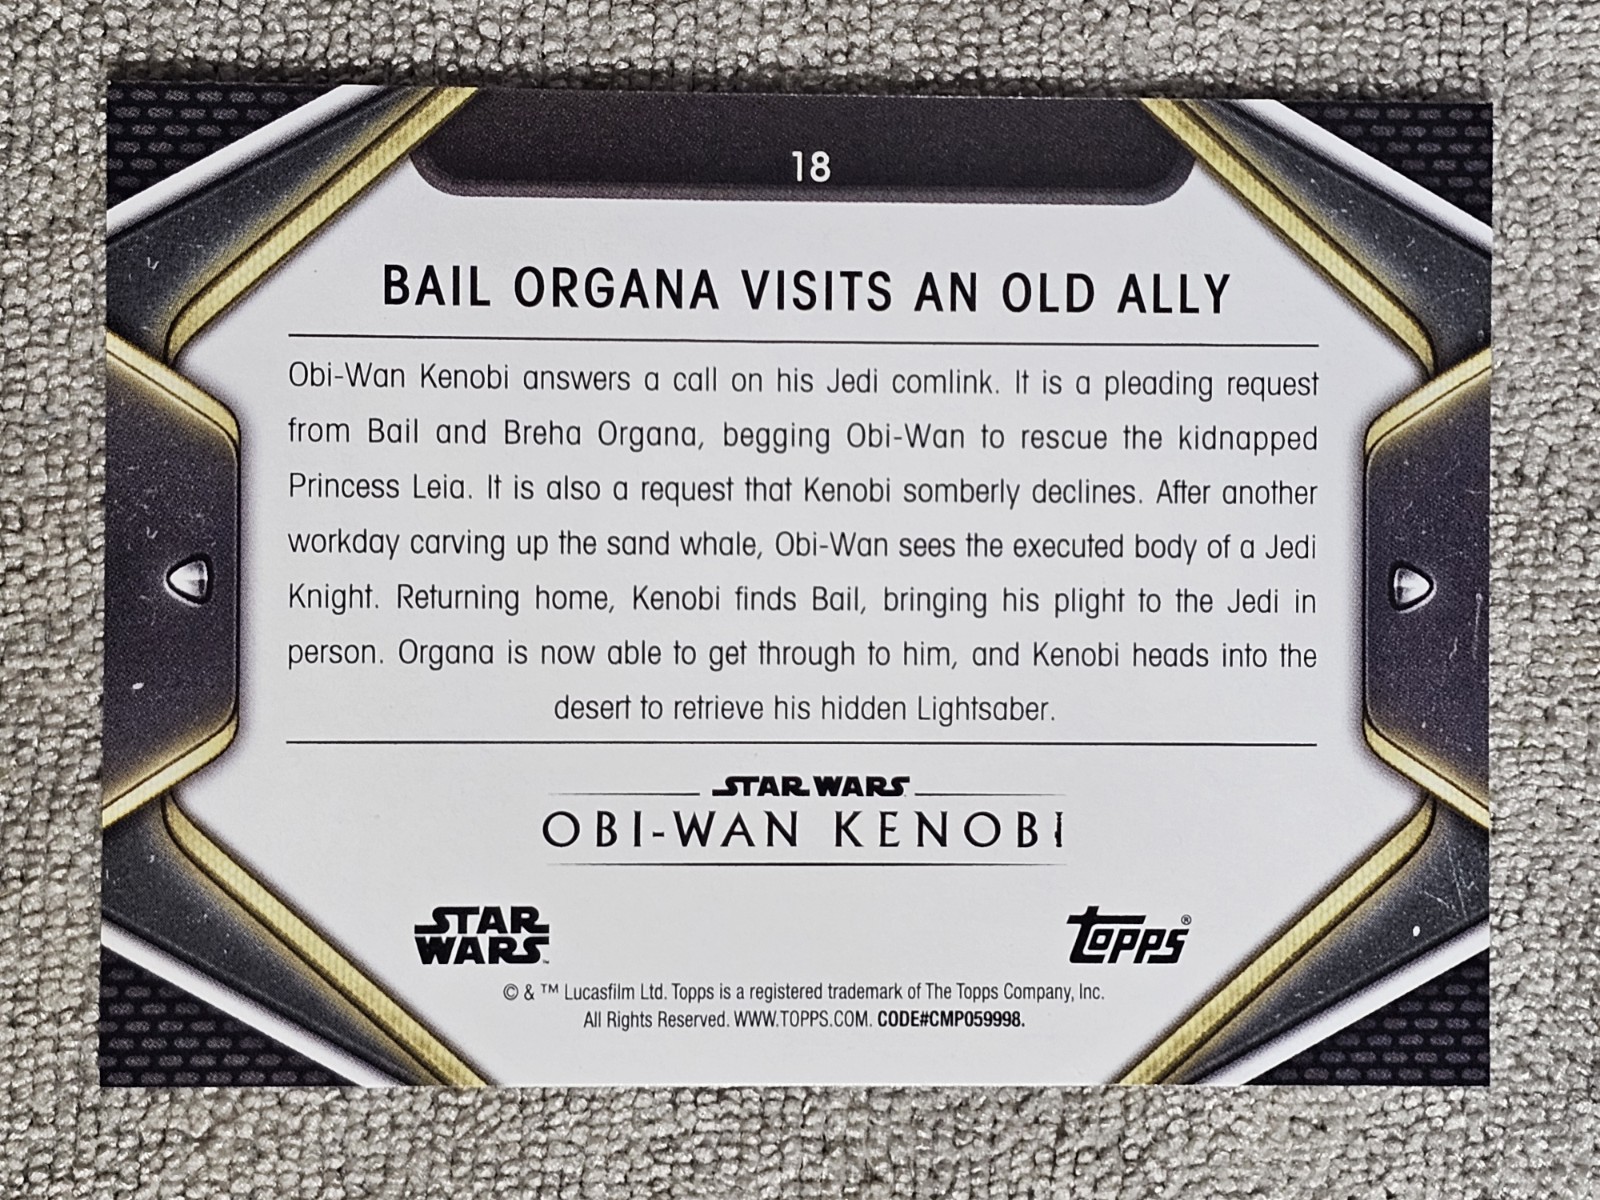 18
BAIL ORGANA VISITS AN OLD ALLY
Obi-Wan Kenobi answers a call on his Jedi comlink. It is a pleading request
from Bail and Breha Organa, begging Obi-Wan to rescue the kidnapped
Princess Leia. It is also a request that Kenobi somberly declines. After another
workday carving up the sand whale, Obi-Wan sees the executed body of a Jedi
Knight. Returning home, Kenobi finds Bail, bringing his plight to the Jedi in
person. Organa is now able to get through to him, and Kenobi heads into the
desert to retrieve his hidden Lightsaber.
STAR WARS
OBI-WAN KENOBI
STAR
WARS™
Topps®
© & ™ Lucasfilm Ltd. Topps is a registered trademark of The Topps Company, Inc.
All Rights Reserved. WWW.TOPPS.COM. CODE#CMP059998.